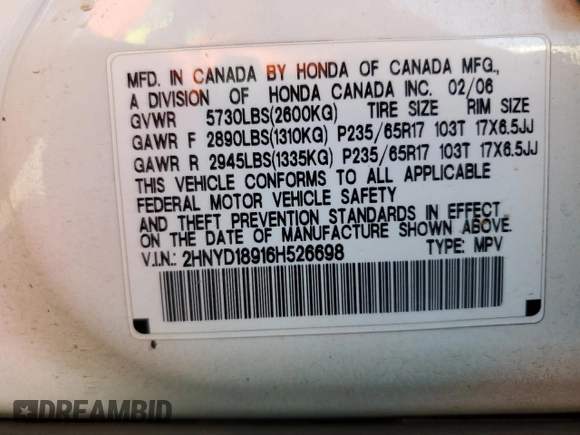 MFD. IN CANADA BY HONDA OF CANADA MFG.,
A DIVISION OF HONDA CANADA INC. 02/06
GVWR 5730LBS(2600KG) TIRE SIZE RIM SIZE
GAWR F 2890LBS(1310KG) P235/65R17 103T 17X6.5JJ
GAWR R 2945LBS(1335KG) P235/65R17 103T 17X6.5JJ
THIS VEHICLE CONFORMS TO ALL APPLICABLE
FEDERAL MOTOR VEHICLE SAFETY
AND THEFT PREVENTION STANDARDS IN EFFECT
ON THE DATE OF MANUFACTURE SHOWN ABOVE.
V.I.N.: 2HNYD18916H526698 TYPE: MPV
DREAMBID